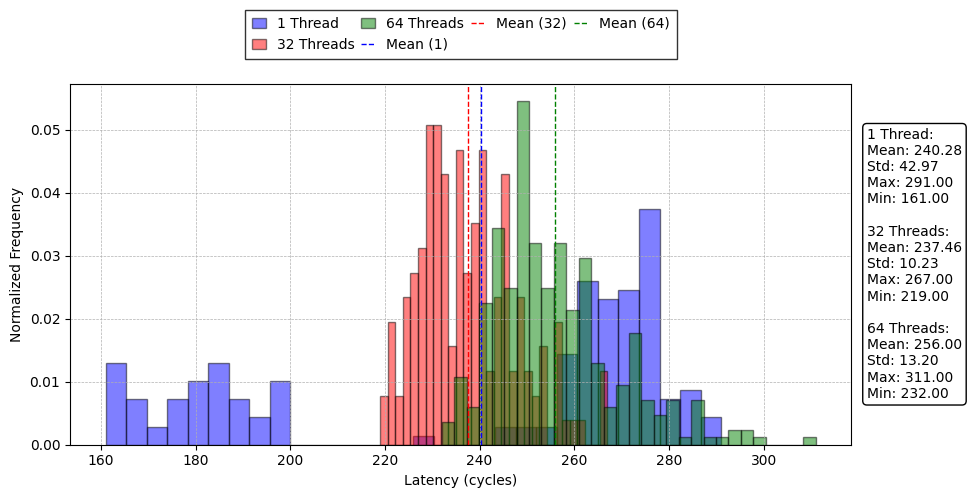 1 Thread 64 Threads Mean (32) Mean (64)
32 Threads Mean (1)
0.05
0.04
0.03
0.02
0.01
0.00
Normalized Frequency
160 180 200 220 240 260 280 300
Latency (cycles)
1 Thread:
Mean: 240.28
Std: 42.97
Max: 291.00
Min: 161.00
32 Threads:
Mean: 237.46
Std: 10.23
Max: 267.00
Min: 219.00
64 Threads:
Mean: 256.00
Std: 13.20
Max: 311.00
Min: 232.00